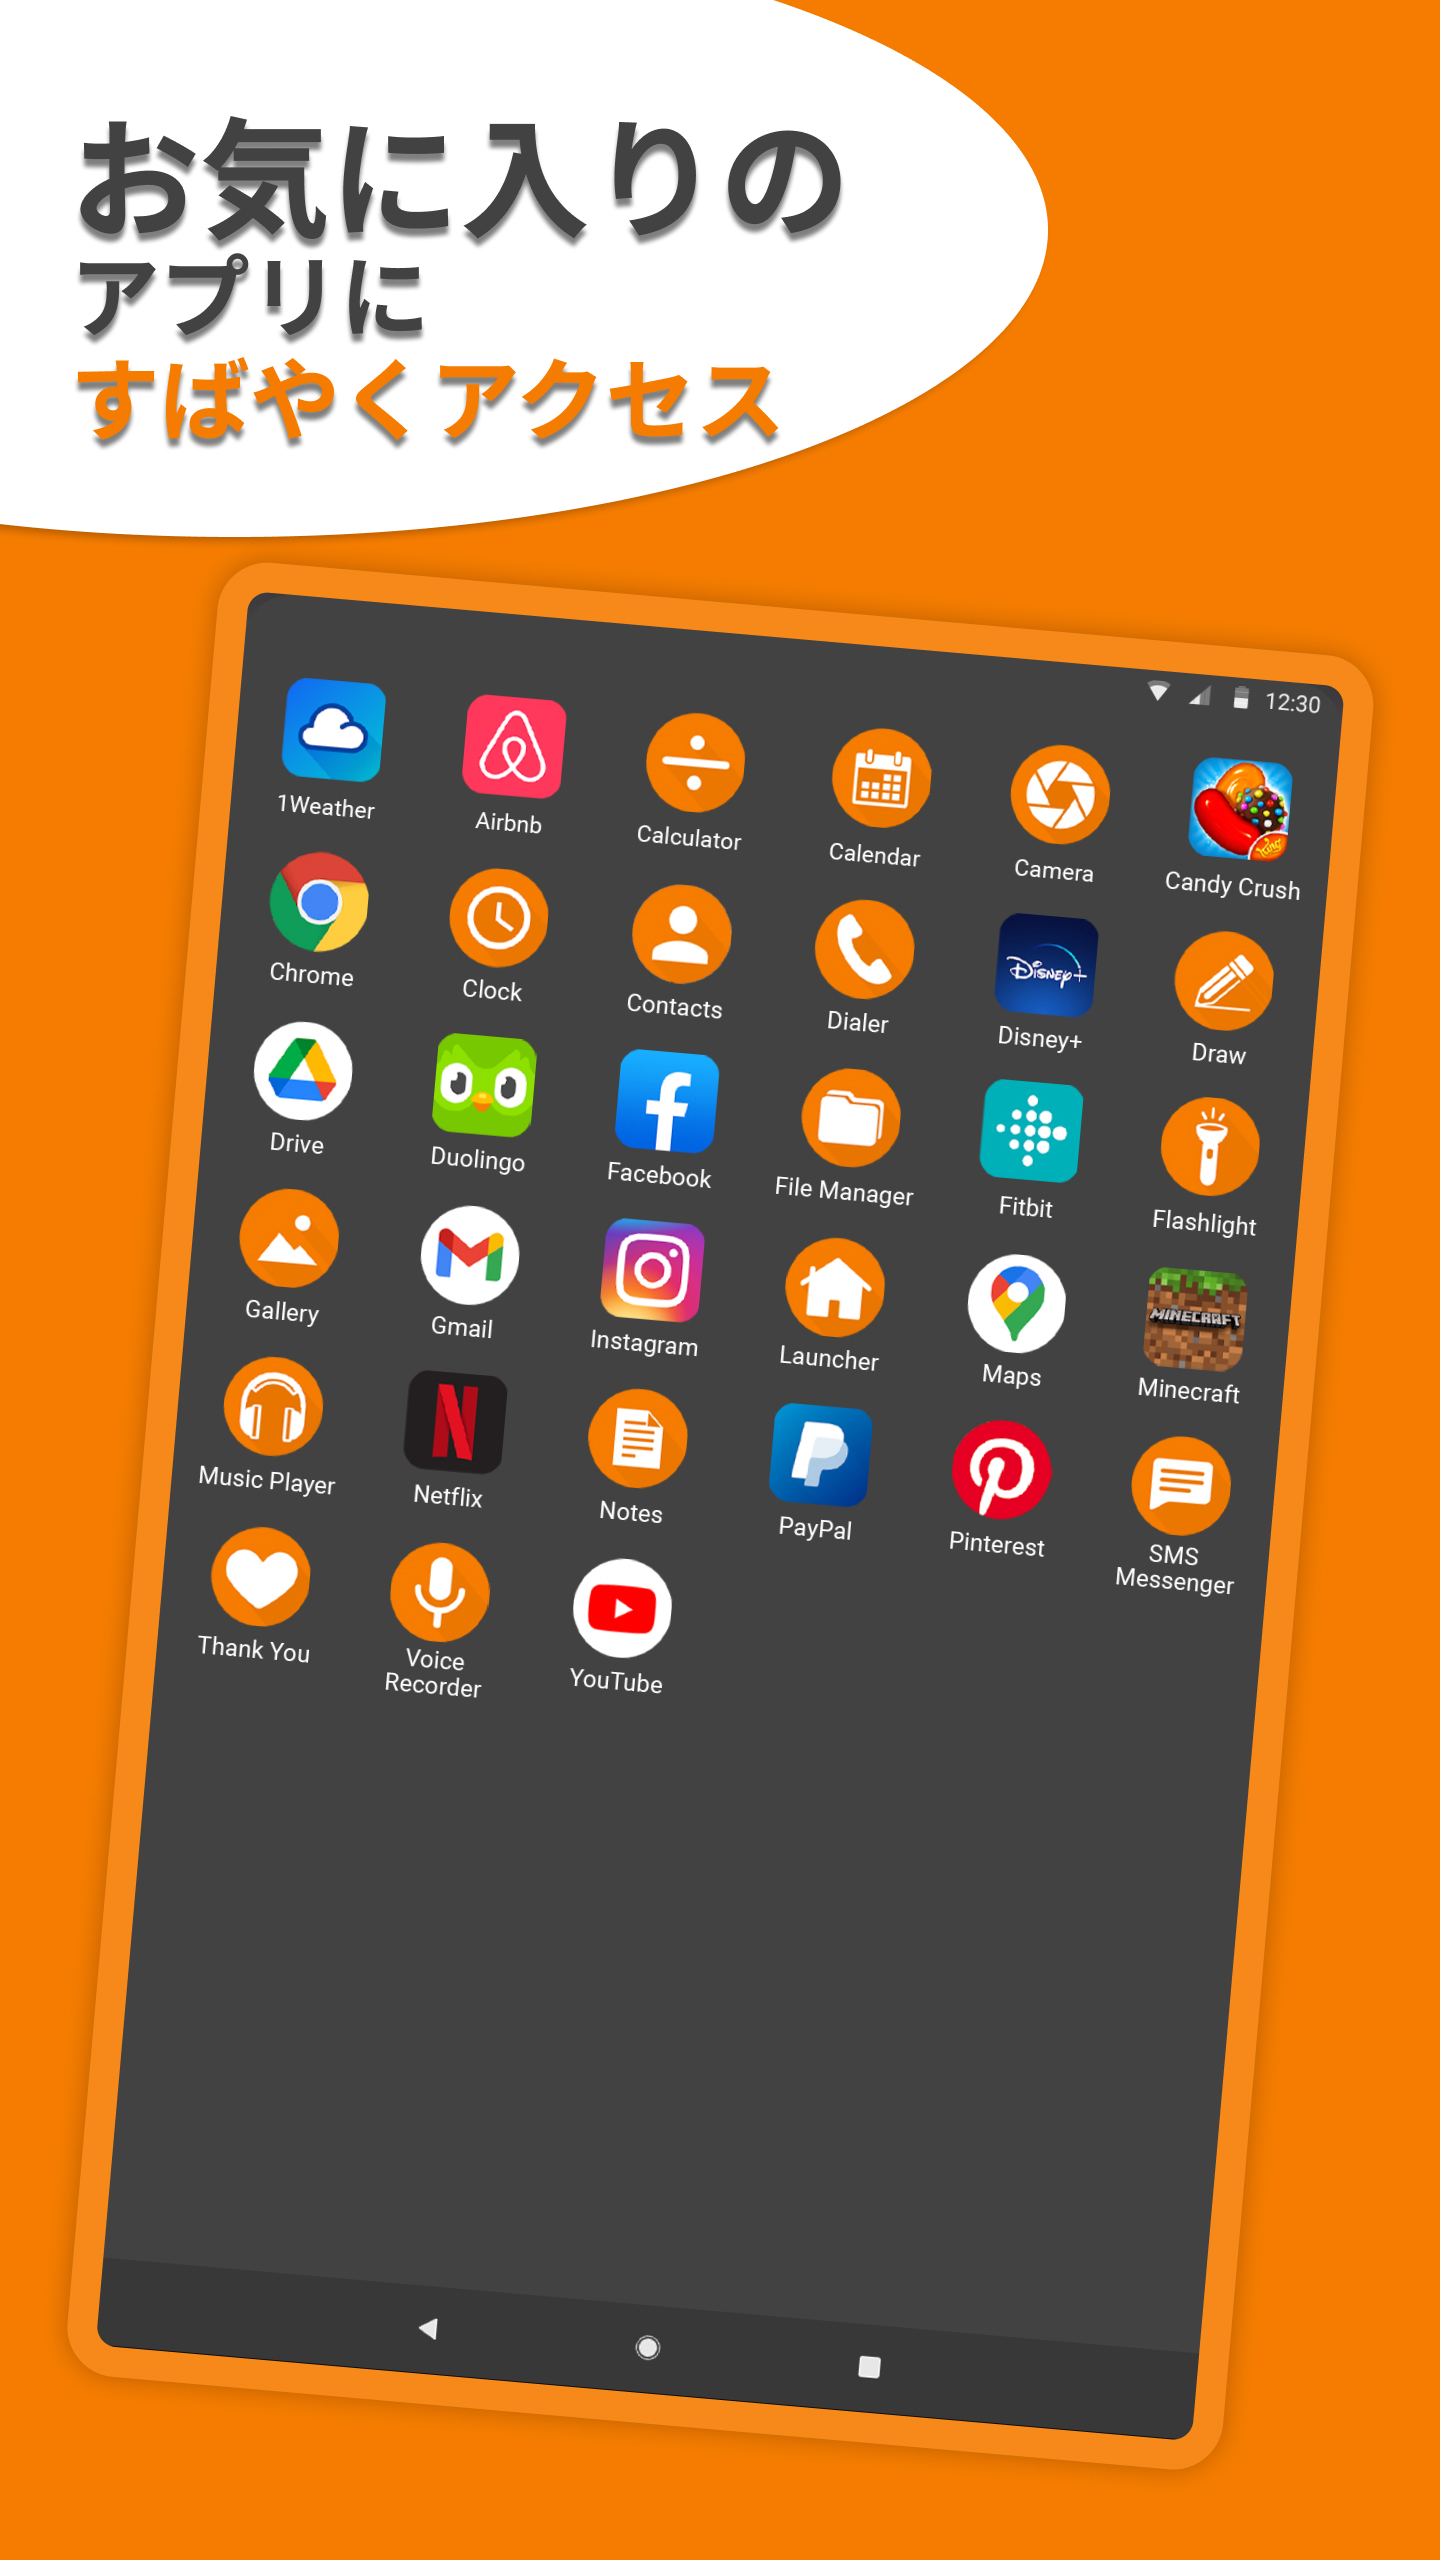 お気に入りの
アプリに
すばやくアクセス
12:30
1Weather
Airbnb
Calculator
Calendar
Camera
King
Candy Crush
Chrome
Clock
Contacts
Dialer
Disney+
Disney+
Draw
Drive
Duolingo
Facebook
File Manager
Fitbit
Flashlight
Gallery
Gmail
Instagram
Launcher
Maps
MINECRAFT
Minecraft
Music Player
Netflix
Notes
PayPal
Pinterest
SMS
Messenger
Thank You
Voice
Recorder
YouTube